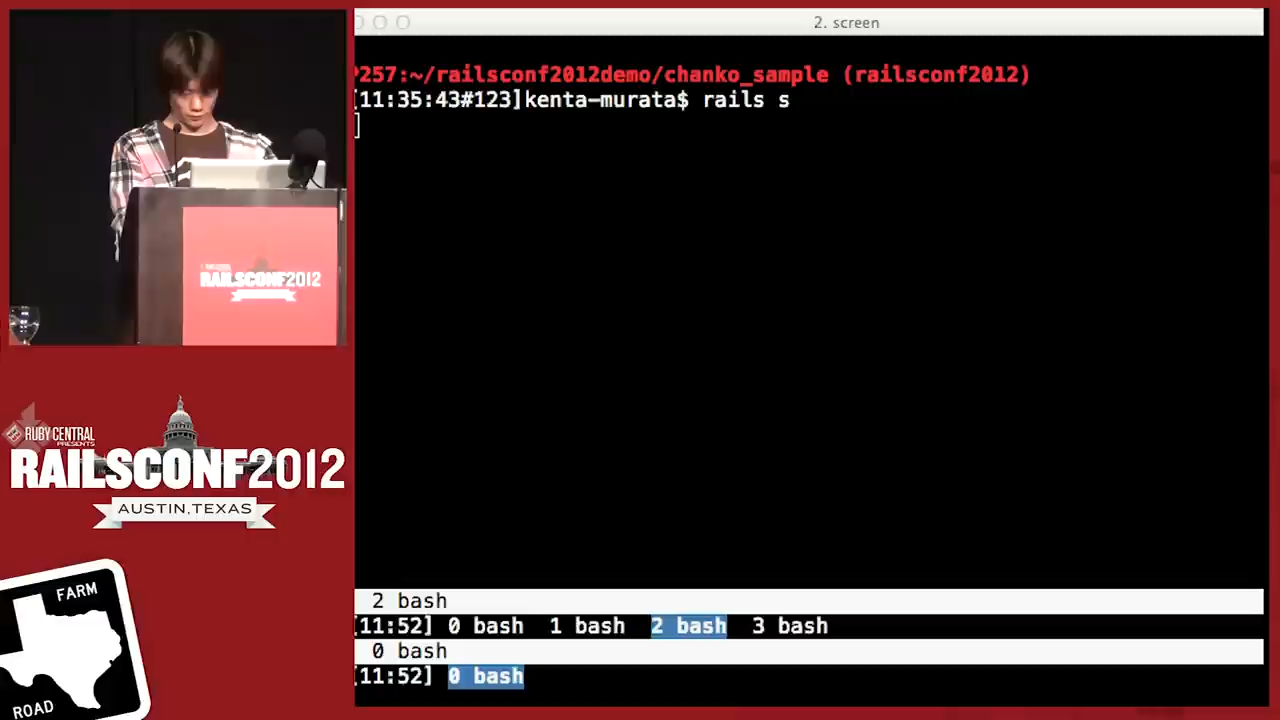 2. screen
257:~/railsconf2012demo/chanko_sample (railsconf2012)
[11:35:43#123]kenta-murata$ rails s
2 bash
[11:52] 0 bash 1 bash 2 bash 3 bash
0 bash
[11:52] 0 bash
RAILSCONF2012
RUBY CENTRAL
PRESENTS
RAILSCONF2012
AUSTIN, TEXAS
FARM
ROAD